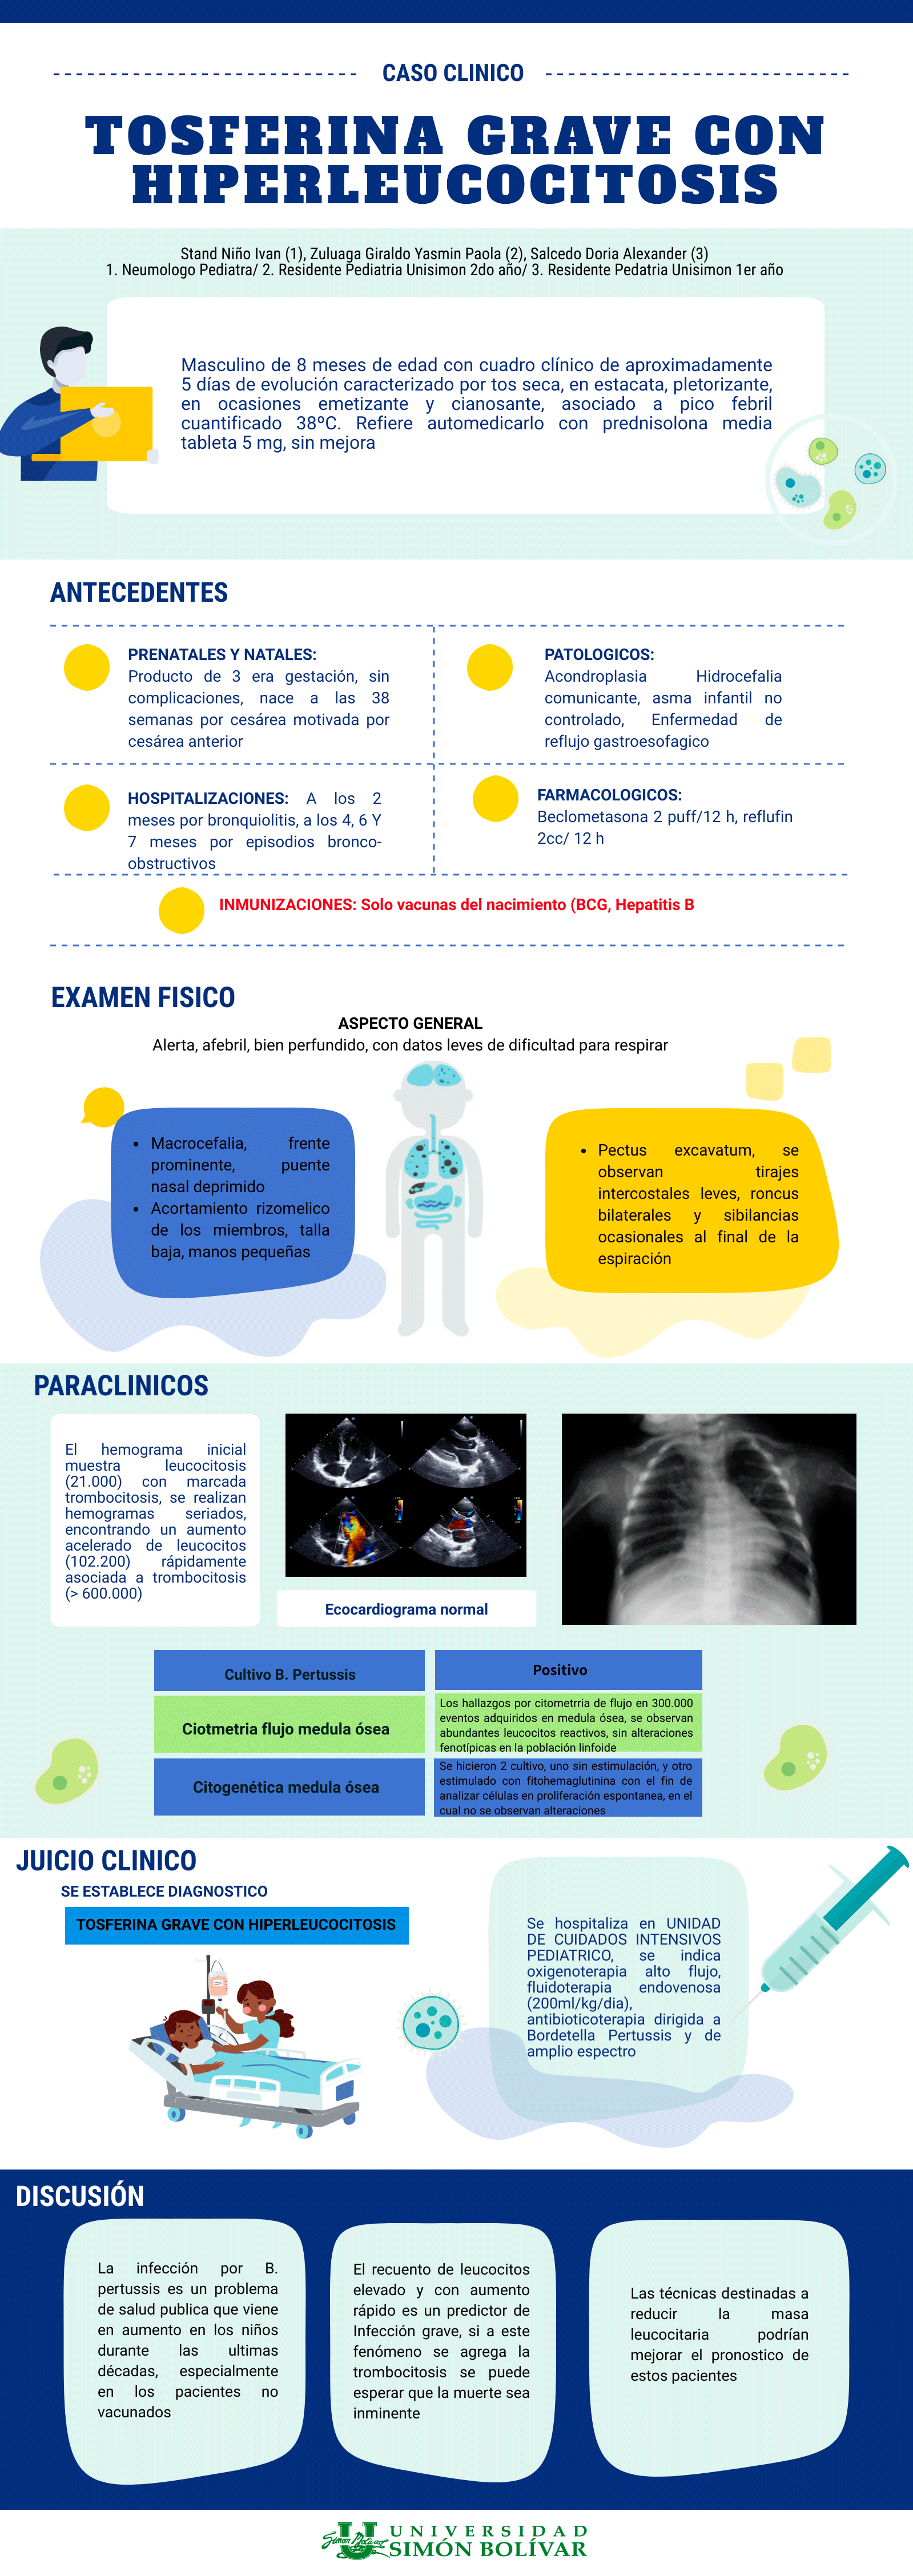 CASO CLINICO
TOSFERINA GRAVE CON
HIPERLEUCOCITOSIS
Stand Niño Ivan (1), Zuluaga Giraldo Yasmin Paola (2), Salcedo Doria Alexander (3)
1. Neumologo Pediatra/ 2. Residente Pediatria Unisimon 2do año/ 3. Residente Pedatria Unisimon 1er año
Masculino de 8 meses de edad con cuadro clínico de aproximadamente
5 días de evolución caracterizado por tos seca, en estacata, pletorizante,
en ocasiones emetizante y cianosante, asociado a pico febril
cuantificado 38ºC. Refiere automedicarlo con prednisolona media
tableta 5 mg, sin mejora
ANTECEDENTES
PRENATALES Y NATALES:
Producto de 3 era gestación, sin
complicaciones, nace a las 38
semanas por cesárea motivada por
cesárea anterior
PATOLOGICOS:
Acondroplasia Hidrocefalia
comunicante, asma infantil no
controlado, Enfermedad de
reflujo gastroesofagico
HOSPITALIZACIONES: A los 2
meses por bronquiolitis, a los 4, 6 Y
7 meses por episodios bronco-
obstructivos
FARMACOLOGICOS:
Beclometasona 2 puff/12 h, reflufin
2cc/ 12 h
INMUNIZACIONES: Solo vacunas del nacimiento (BCG, Hepatitis B
EXAMEN FISICO
ASPECTO GENERAL
Alerta, afebril, bien perfundido, con datos leves de dificultad para respirar
• Macrocefalia, frente
prominente, puente
nasal deprimido
• Acortamiento rizomelico
de los miembros, talla
baja, manos pequeñas
• Pectus excavatum, se
observan tirajes
intercostales leves, roncus
bilaterales y sibilancias
ocasionales al final de la
espiración
PARACLINICOS
El hemograma inicial
muestra leucocitosis
(21.000) con marcada
trombocitosis, se realizan
hemogramas seriados,
encontrando un aumento
acelerado de leucocitos
(102.200) rápidamente
asociada a trombocitosis
(> 600.000)
Ecocardiograma normal
Cultivo B. Pertussis
Positivo
Ciotmetria flujo medula ósea
Los hallazgos por citometrria de flujo en 300.000
eventos adquiridos en medula ósea, se observan
abundantes leucocitos reactivos, sin alteraciones
fenotípicas en la población linfoide
Citogenética medula ósea
Se hicieron 2 cultivo, uno sin estimulación, y otro
estimulado con fitohemaglutinina con el fin de
analizar células en proliferación espontanea, en el
cual no se observan alteraciones
JUICIO CLINICO
SE ESTABLECE DIAGNOSTICO
TOSFERINA GRAVE CON HIPERLEUCOCITOSIS
Se hospitaliza en UNIDAD
DE CUIDADOS INTENSIVOS
PEDIATRICO, se indica
oxigenoterapia alto flujo,
fluidoterapia endovenosa
(200ml/kg/dia),
antibioticoterapia dirigida a
Bordetella Pertussis y de
amplio espectro
DISCUSIÓN
La infección por B.
pertussis es un problema
de salud publica que viene
en aumento en los niños
durante las ultimas
décadas, especialmente
en los pacientes no
vacunados
El recuento de leucocitos
elevado y con aumento
rápido es un predictor de
Infección grave, si a este
fenómeno se agrega la
trombocitosis se puede
esperar que la muerte sea
inminente
Las técnicas destinadas a
reducir la masa
leucocitaria podrían
mejorar el pronostico de
estos pacientes
UNIVERSIDAD
SIMÓN BOLÍVAR